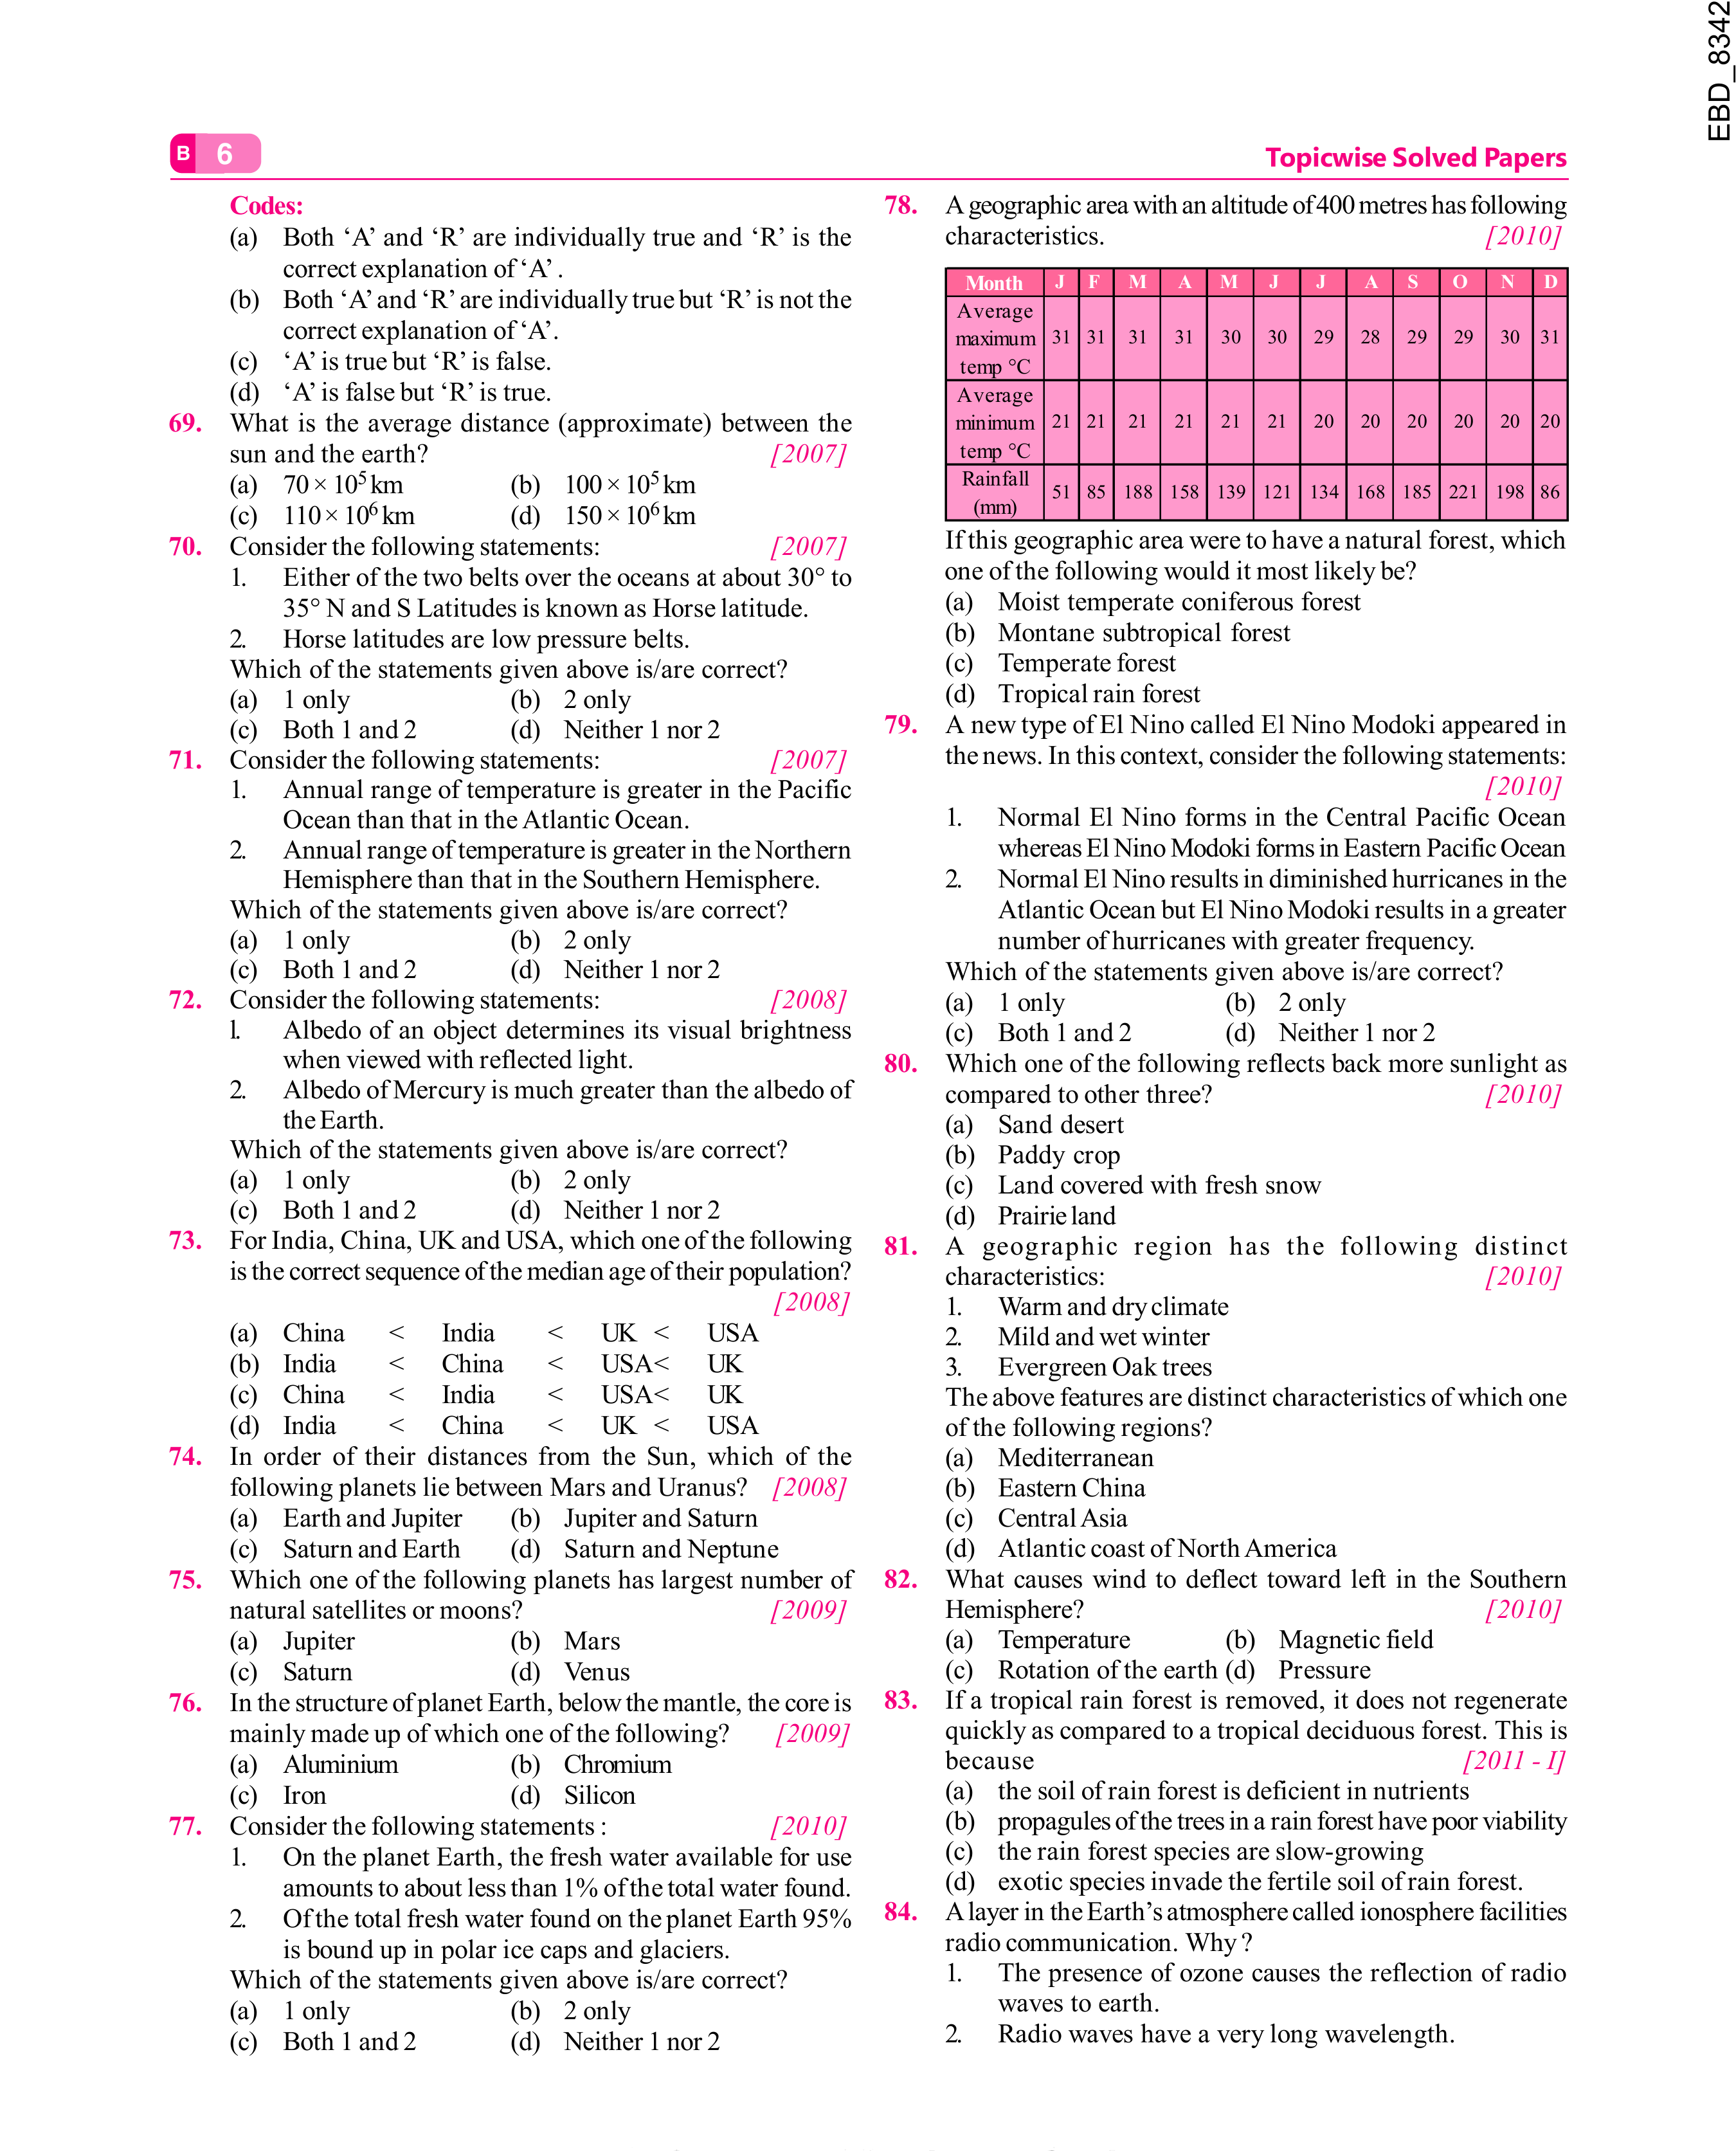 EBD_8342
B 6
Topicwise Solved Papers
Codes:
(a) Both ‘A’ and ‘R’ are individually true and ‘R’ is the
correct explanation of ‘A’ .
(b) Both ‘A’ and ‘R’ are individually true but ‘R’ is not the
correct explanation of ‘A’.
(c) ‘A’ is true but ‘R’ is false.
(d) ‘A’ is false but ‘R’ is true.
69. What is the average distance (approximate) between the
sun and the earth? [2007]
(a) 70 × 10⁵ km (b) 100 × 10⁵ km
(c) 110 × 10⁶ km (d) 150 × 10⁶ km
70. Consider the following statements: [2007]
1. Either of the two belts over the oceans at about 30° to
35° N and S Latitudes is known as Horse latitude.
2. Horse latitudes are low pressure belts.
Which of the statements given above is/are correct?
(a) 1 only (b) 2 only
(c) Both 1 and 2 (d) Neither 1 nor 2
71. Consider the following statements: [2007]
1. Annual range of temperature is greater in the Pacific
Ocean than that in the Atlantic Ocean.
2. Annual range of temperature is greater in the Northern
Hemisphere than that in the Southern Hemisphere.
Which of the statements given above is/are correct?
(a) 1 only (b) 2 only
(c) Both 1 and 2 (d) Neither 1 nor 2
72. Consider the following statements: [2008]
l. Albedo of an object determines its visual brightness
when viewed with reflected light.
2. Albedo of Mercury is much greater than the albedo of
the Earth.
Which of the statements given above is/are correct?
(a) 1 only (b) 2 only
(c) Both 1 and 2 (d) Neither 1 nor 2
73. For India, China, UK and USA, which one of the following
is the correct sequence of the median age of their population?
[2008]
(a) China < India < UK < USA
(b) India < China < USA< UK
(c) China < India < USA< UK
(d) India < China < UK < USA
74. In order of their distances from the Sun, which of the
following planets lie between Mars and Uranus? [2008]
(a) Earth and Jupiter (b) Jupiter and Saturn
(c) Saturn and Earth (d) Saturn and Neptune
75. Which one of the following planets has largest number of
natural satellites or moons? [2009]
(a) Jupiter (b) Mars
(c) Saturn (d) Venus
76. In the structure of planet Earth, below the mantle, the core is
mainly made up of which one of the following? [2009]
(a) Aluminium (b) Chromium
(c) Iron (d) Silicon
77. Consider the following statements : [2010]
1. On the planet Earth, the fresh water available for use
amounts to about less than 1% of the total water found.
2. Of the total fresh water found on the planet Earth 95%
is bound up in polar ice caps and glaciers.
Which of the statements given above is/are correct?
(a) 1 only (b) 2 only
(c) Both 1 and 2 (d) Neither 1 nor 2
78. A geographic area with an altitude of 400 metres has following
characteristics. [2010]
Month J F M A M J J A S O N D
Average
maximum 31 31 31 31 30 30 29 28 29 29 30 31
temp °C
Average
minimum 21 21 21 21 21 21 20 20 20 20 20 20
temp °C
Rainfall
(mm) 51 85 188 158 139 121 134 168 185 221 198 86
If this geographic area were to have a natural forest, which
one of the following would it most likely be?
(a) Moist temperate coniferous forest
(b) Montane subtropical forest
(c) Temperate forest
(d) Tropical rain forest
79. A new type of El Nino called El Nino Modoki appeared in
the news. In this context, consider the following statements:
[2010]
1. Normal El Nino forms in the Central Pacific Ocean
whereas El Nino Modoki forms in Eastern Pacific Ocean
2. Normal El Nino results in diminished hurricanes in the
Atlantic Ocean but El Nino Modoki results in a greater
number of hurricanes with greater frequency.
Which of the statements given above is/are correct?
(a) 1 only (b) 2 only
(c) Both 1 and 2 (d) Neither 1 nor 2
80. Which one of the following reflects back more sunlight as
compared to other three? [2010]
(a) Sand desert
(b) Paddy crop
(c) Land covered with fresh snow
(d) Prairie land
81. A geographic region has the following distinct
characteristics: [2010]
1. Warm and dry climate
2. Mild and wet winter
3. Evergreen Oak trees
The above features are distinct characteristics of which one
of the following regions?
(a) Mediterranean
(b) Eastern China
(c) Central Asia
(d) Atlantic coast of North America
82. What causes wind to deflect toward left in the Southern
Hemisphere? [2010]
(a) Temperature (b) Magnetic field
(c) Rotation of the earth (d) Pressure
83. If a tropical rain forest is removed, it does not regenerate
quickly as compared to a tropical deciduous forest. This is
because [2011 - I]
(a) the soil of rain forest is deficient in nutrients
(b) propagules of the trees in a rain forest have poor viability
(c) the rain forest species are slow-growing
(d) exotic species invade the fertile soil of rain forest.
84. A layer in the Earth’s atmosphere called ionosphere facilities
radio communication. Why ?
1. The presence of ozone causes the reflection of radio
waves to earth.
2. Radio waves have a very long wavelength.